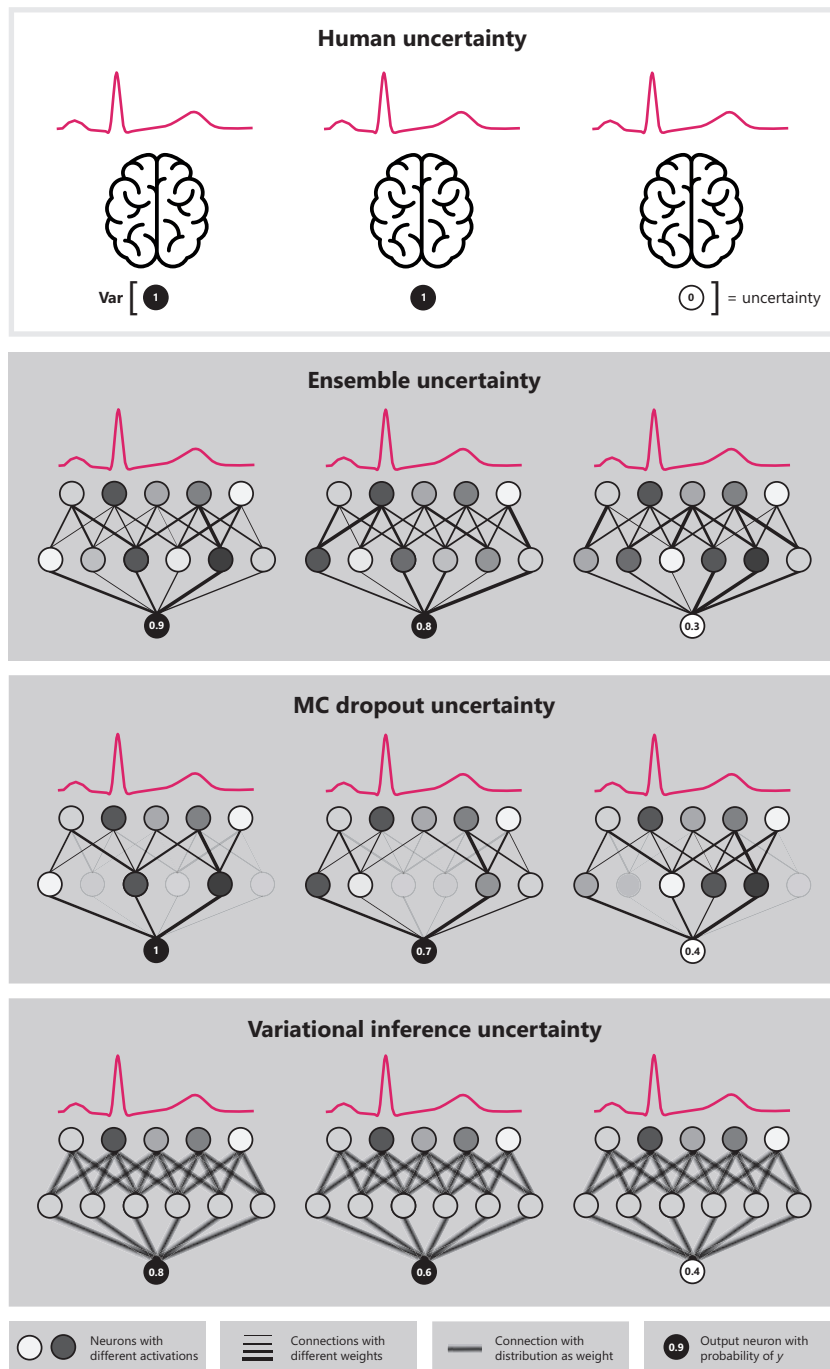 Human uncertainty
Var [ 1 1 0 ] = uncertainty
Ensemble uncertainty
0.9 0.8 0.3
MC dropout uncertainty
1 0.7 0.4
Variational inference uncertainty
0.8 0.6 0.4
Neurons with
different activations
Connections with
different weights
Connection with
distribution as weight
0.9
Output neuron with
probability of y